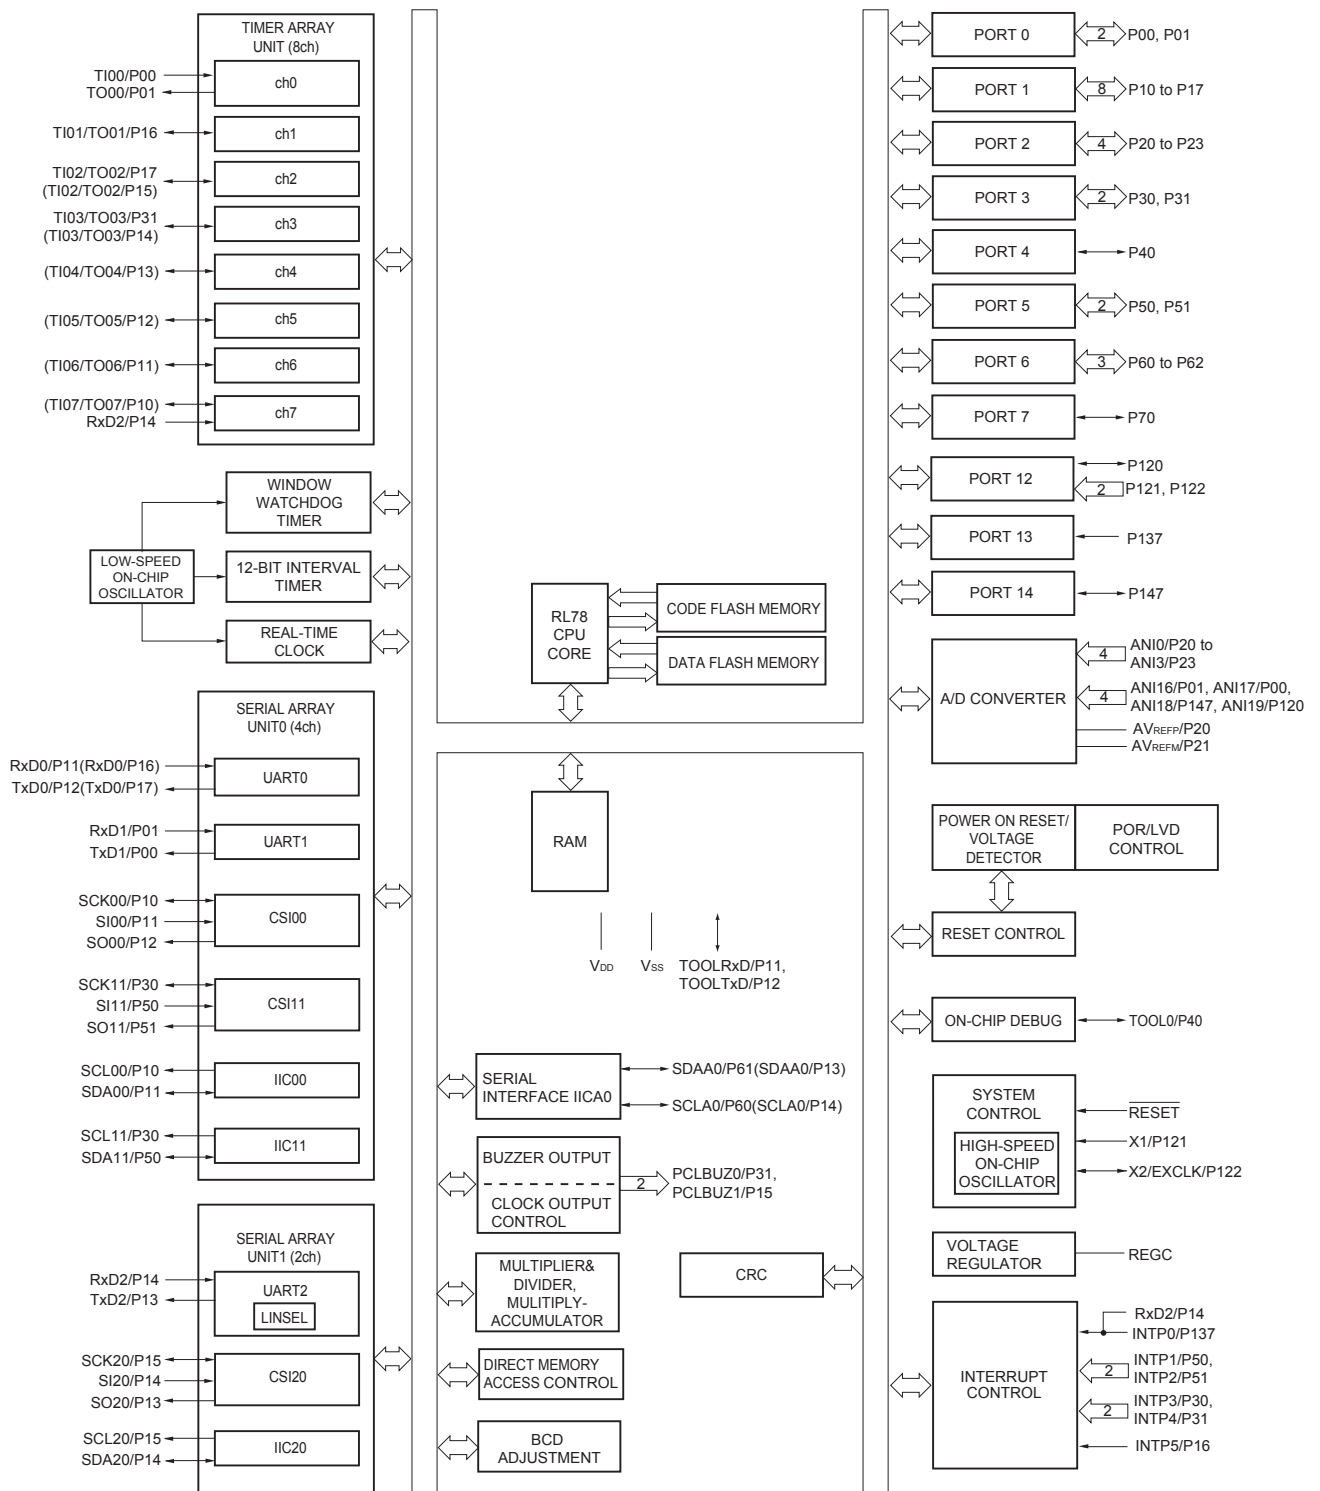 TIMER ARRAY
UNIT (8ch)
TI00/P00
TO00/P01
ch0
TI01/TO01/P16
ch1
TI02/TO02/P17
(TI02/TO02/P15)
ch2
TI03/TO03/P31
(TI03/TO03/P14)
ch3
(TI04/TO04/P13)
ch4
(TI05/TO05/P12)
ch5
(TI06/TO06/P11)
ch6
(TI07/TO07/P10)
RxD2/P14
ch7
WINDOW
WATCHDOG
TIMER
LOW-SPEED
ON-CHIP
OSCILLATOR
12-BIT INTERVAL
TIMER
REAL-TIME
CLOCK
SERIAL ARRAY
UNIT0 (4ch)
RxD0/P11(RxD0/P16)
TxD0/P12(TxD0/P17)
UART0
RxD1/P01
TxD1/P00
UART1
SCK00/P10
SI00/P11
SO00/P12
CSI00
SCK11/P30
SI11/P50
SO11/P51
CSI11
SCL00/P10
SDA00/P11
IIC00
SCL11/P30
SDA11/P50
IIC11
SERIAL ARRAY
UNIT1 (2ch)
RxD2/P14
TxD2/P13
UART2
LINSEL
SCK20/P15
SI20/P14
SO20/P13
CSI20
SCL20/P15
SDA20/P14
IIC20
RL78
CPU
CORE
CODE FLASH MEMORY
DATA FLASH MEMORY
RAM
VDD
VSS
TOOLRxD/P11,
TOOLTxD/P12
SERIAL
INTERFACE IICA0
SDAA0/P61(SDAA0/P13)
SCLA0/P60(SCLA0/P14)
BUZZER OUTPUT
CLOCK OUTPUT
CONTROL
2
PCLBUZ0/P31,
PCLBUZ1/P15
MULTIPLIER&
DIVIDER,
MULITIPLY-
ACCUMULATOR
CRC
DIRECT MEMORY
ACCESS CONTROL
BCD
ADJUSTMENT
PORT 0
2
P00, P01
PORT 1
8
P10 to P17
PORT 2
4
P20 to P23
PORT 3
2
P30, P31
PORT 4
P40
PORT 5
2
P50, P51
PORT 6
3
P60 to P62
PORT 7
P70
PORT 12
P120
2
P121, P122
PORT 13
P137
PORT 14
P147
A/D CONVERTER
4
ANI0/P20 to
ANI3/P23
4
ANI16/P01, ANI17/P00,
ANI18/P147, ANI19/P120
AVREFP/P20
AVREFM/P21
POWER ON RESET/
VOLTAGE
DETECTOR
POR/LVD
CONTROL
RESET CONTROL
ON-CHIP DEBUG
TOOL0/P40
SYSTEM
CONTROL
HIGH-SPEED
ON-CHIP
OSCILLATOR
RESET
X1/P121
X2/EXCLK/P122
VOLTAGE
REGULATOR
REGC
INTERRUPT
CONTROL
RxD2/P14
INTP0/P137
2
INTP1/P50,
INTP2/P51
2
INTP3/P30,
INTP4/P31
INTP5/P16